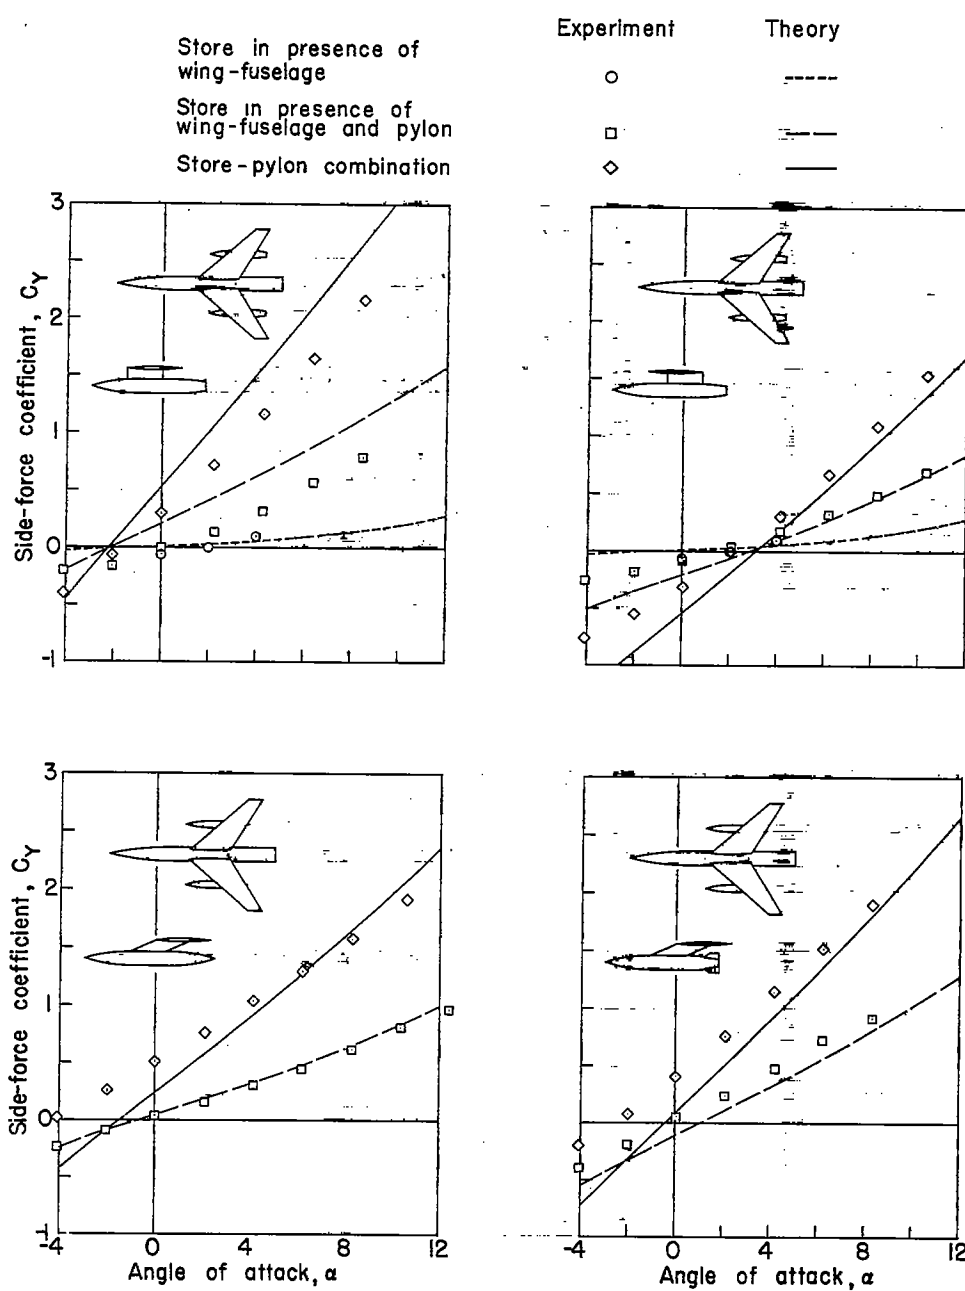 Experiment Theory
Store in presence of
wing-fuselage
Store in presence of
wing-fuselage and pylon
Store-pylon combination
3
2
1
0
-1
Side-force coefficient, CY
3
2
1
0
-1
Side-force coefficient, CY
-4 0 4 8 12
Angle of attack, α
-4 0 4 8 12
Angle of attack, α